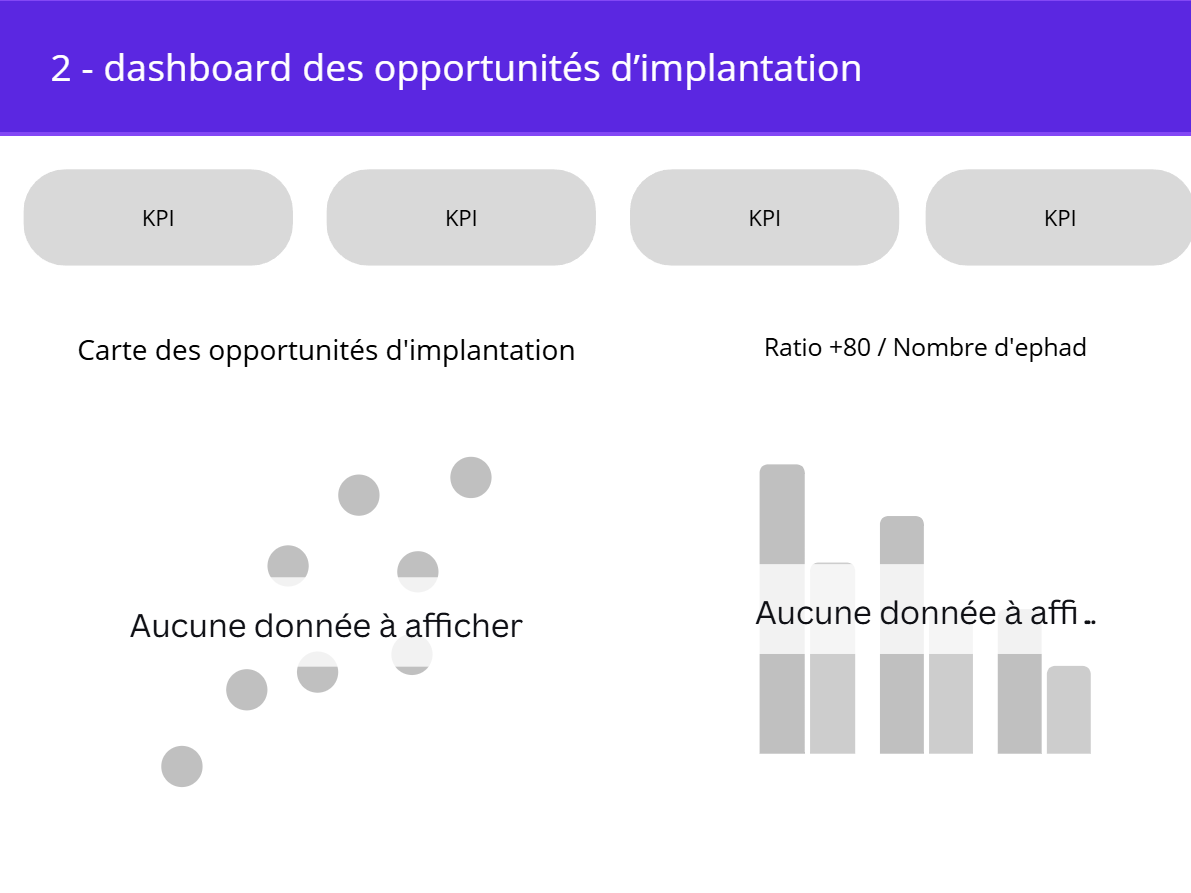 2 - dashboard des opportunités d’implantation
KPI
KPI
KPI
KPI
Carte des opportunités d'implantation
Ratio +80 / Nombre d'ephad
Aucune donnée à afficher
Aucune donnée à affi...